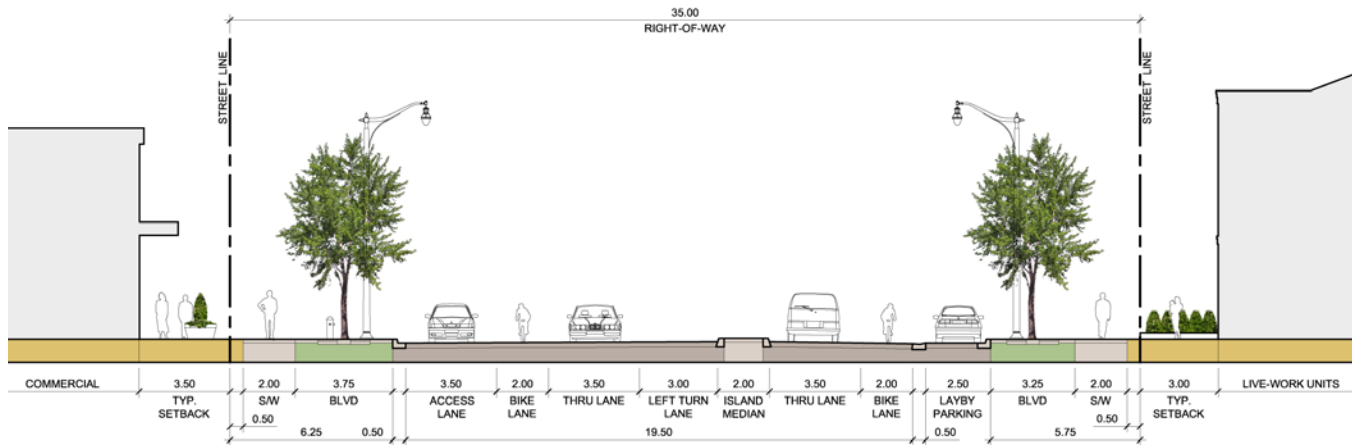 35.00
RIGHT-OF-WAY
STREET LINE
STREET LINE
COMMERCIAL 3.50 2.00 3.75 3.50 2.00 3.50 3.00 2.00 3.50 2.00 2.50 3.25 2.00 3.00 LIVE-WORK UNITS
TYP. S/W BLVD ACCESS BIKE THRU LANE LEFT TURN ISLAND THRU LANE BIKE LAYBY BLVD S/W TYP.
SETBACK LANE LANE LANE MEDIAN LANE PARKING SETBACK
0.50 0.50
6.25 0.50 19.50 0.50 5.75